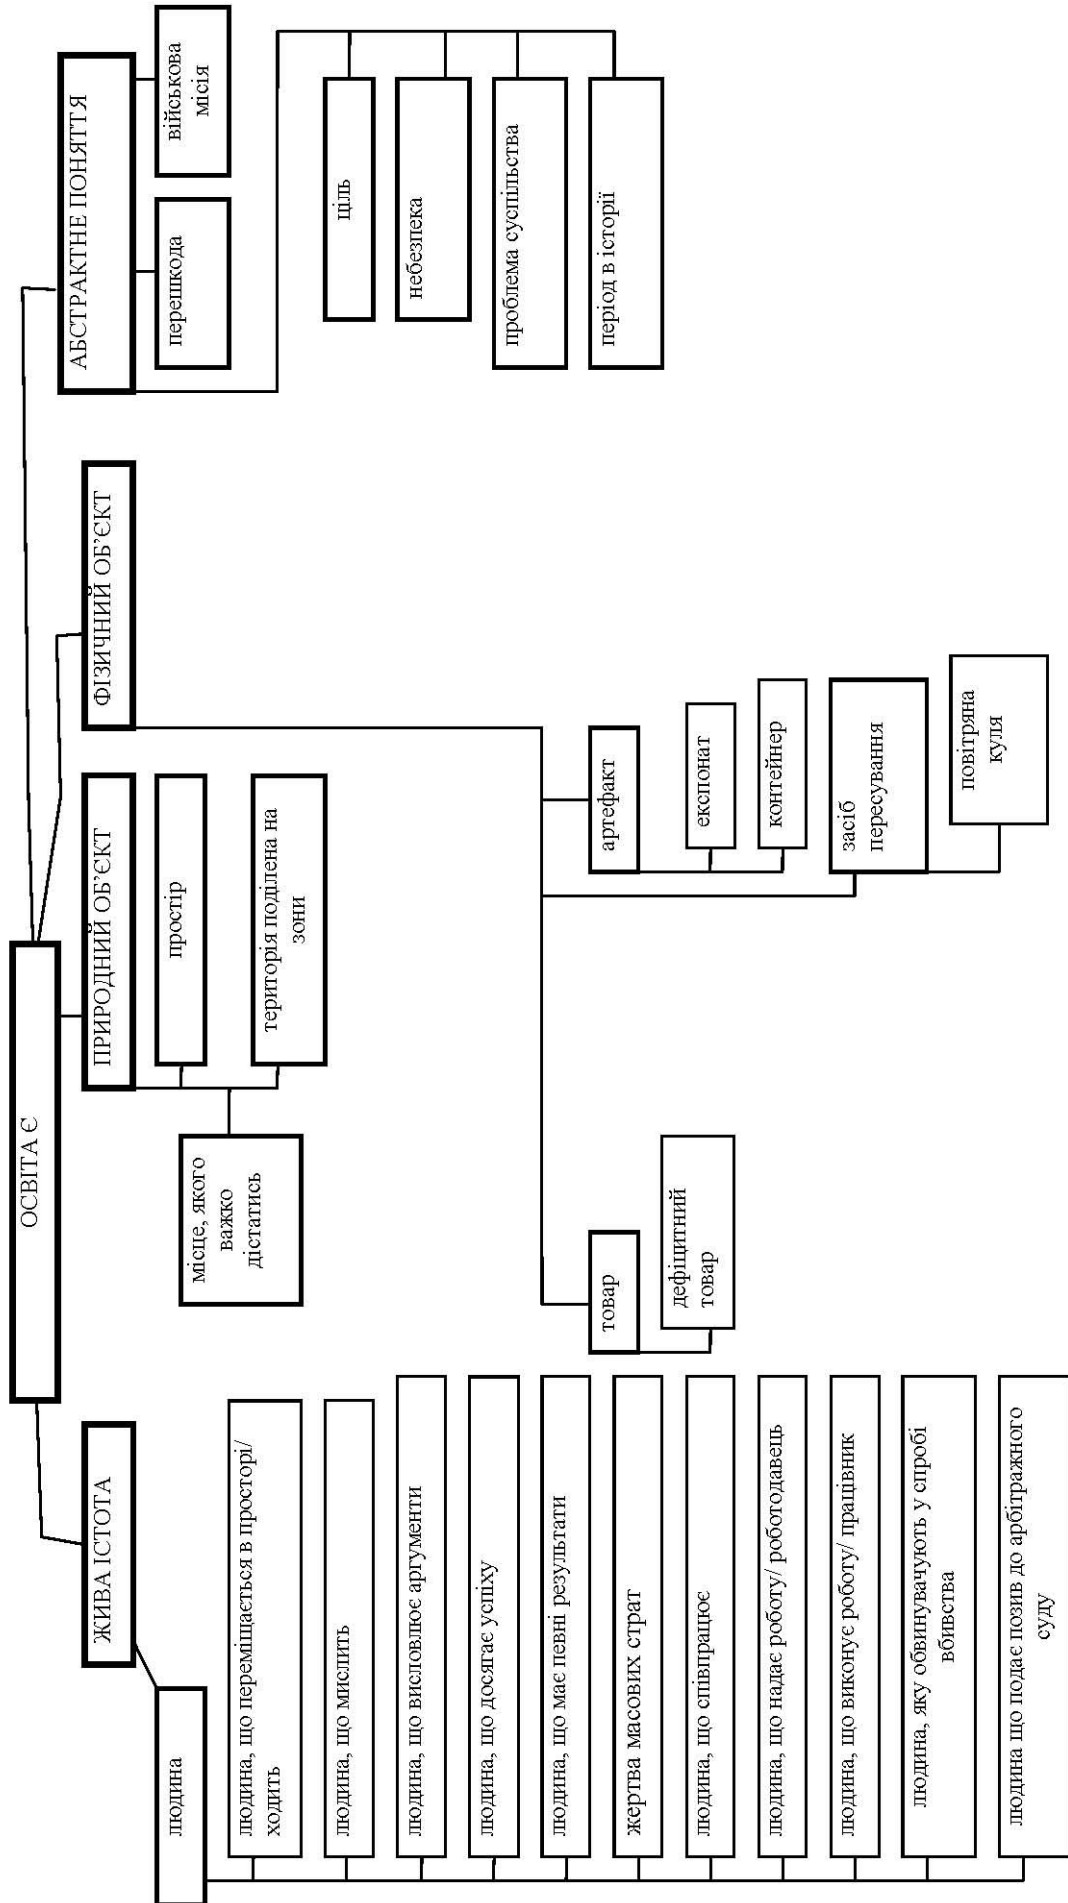 ОСВІТА Є
ЖИВА ІСТОТА
людина
людина, що переміщається в просторі/
ходить
людина, що мислить
людина, що висловлює аргументи
людина, що досягає успіху
людина, що має певні результати
жертва масових страт
людина, що співпрацює
людина, що надає роботу/ роботодавець
людина, що виконує роботу/ працівник
людина, яку обвинувачують у спробі
вбивства
людина що подає позив до арбітражного
суду
ПРИРОДНИЙ ОБ’ЄКТ
місце, якого
важко
дістатись
простір
територія поділена на
зони
ФІЗИЧНИЙ ОБ’ЄКТ
товар
дефіцитний
товар
артефакт
експонат
контейнер
засіб
пересування
повітряна
куля
АБСТРАКТНЕ ПОНЯТТЯ
перешкода
військова
місія
ціль
небезпека
проблема суспільства
період в історії